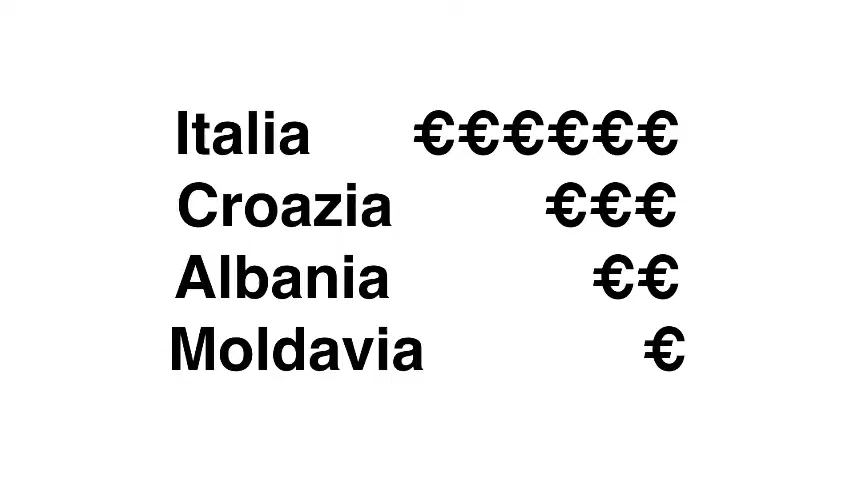 Italia €€€€€€
Croazia €€€
Albania €€
Moldavia €